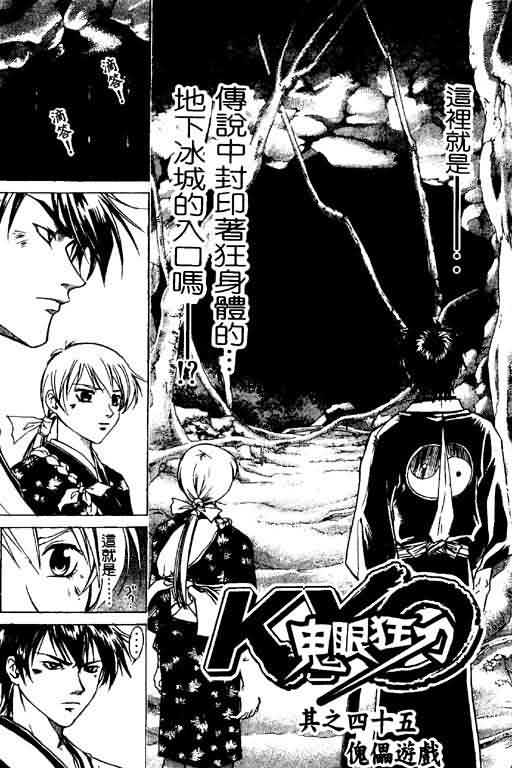 這裡就是——‥
傳說中封印著狂身體的‥
地下冰城的入口嗎——!?
KYO
鬼眼狂刀
其之四十五
傀儡遊戲
滴答!
滴答!
這就是‥‥‥
‥‥